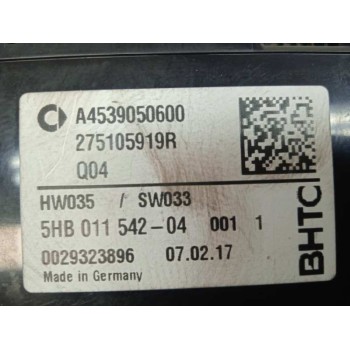 A4539050600
275105919R
Q04
HW035 / SW033
5HB 011 542-04 001 1
0029323896 07.02.17
Made in Germany
BHTC